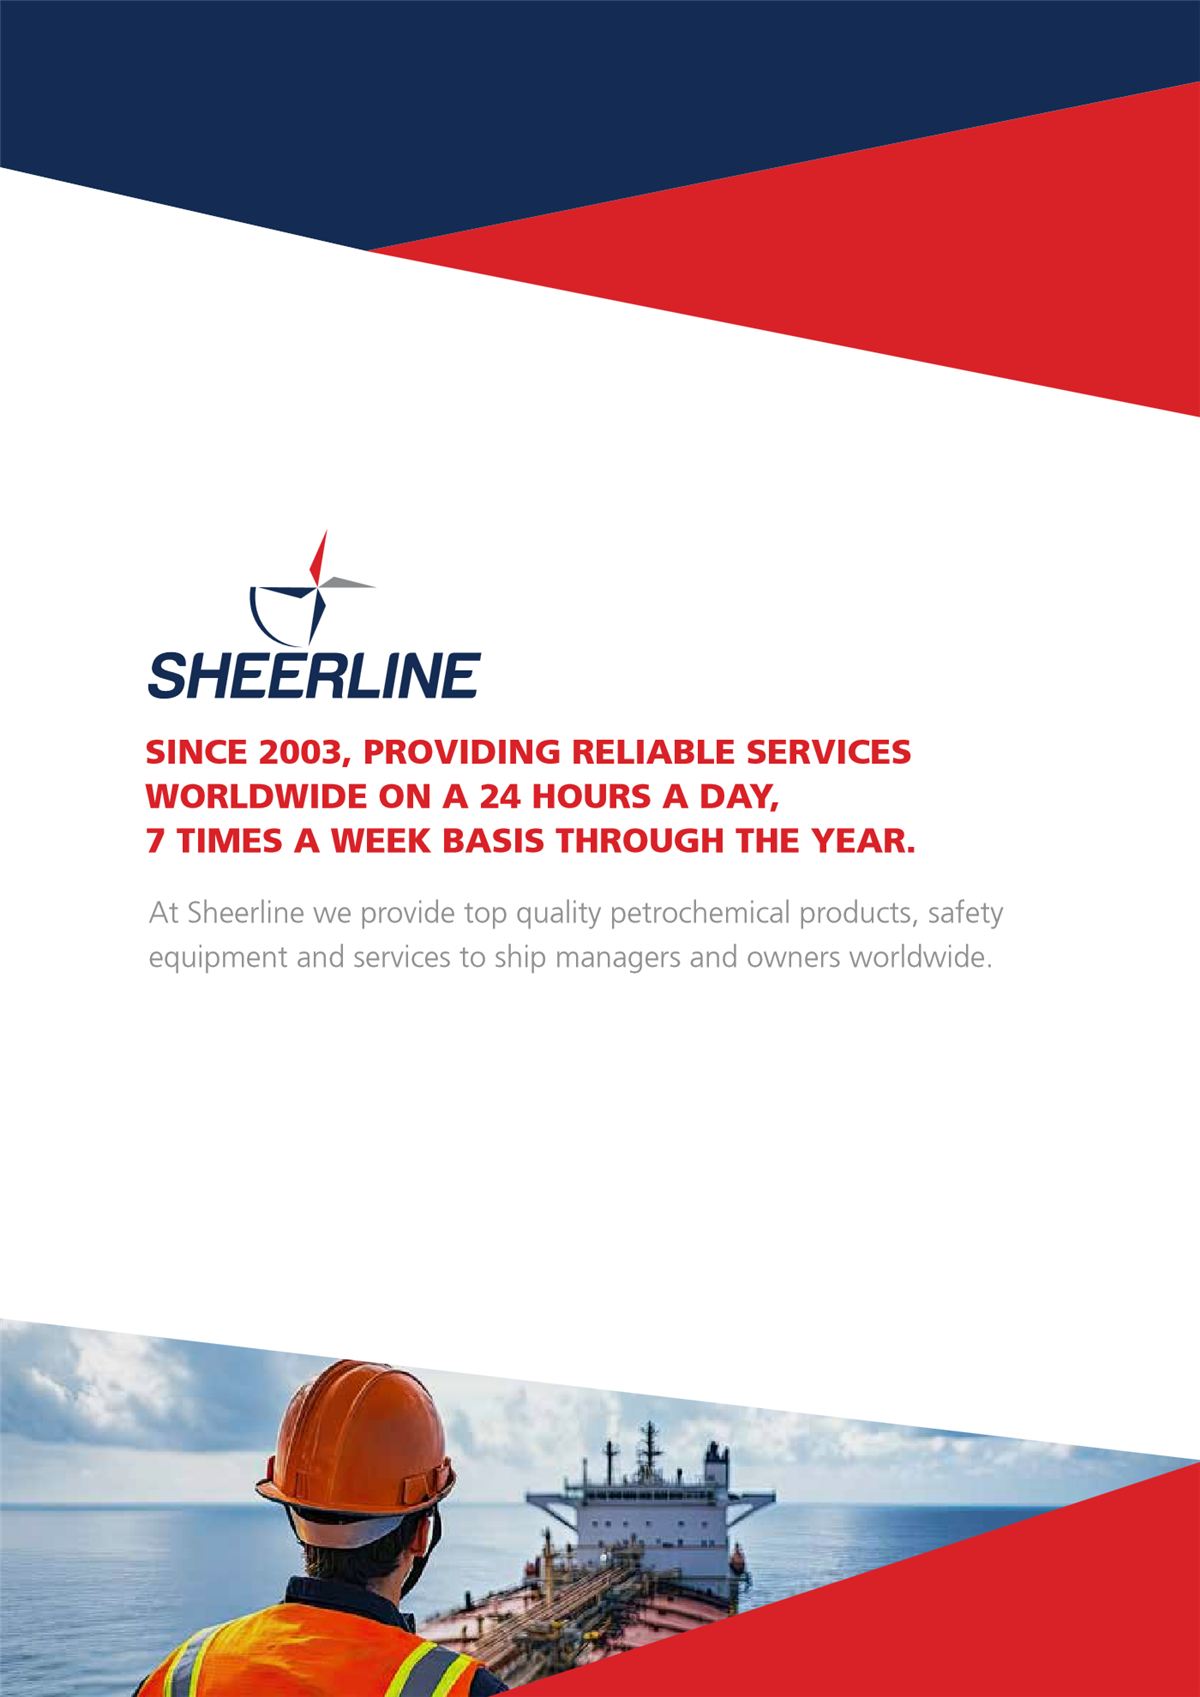 SHEERLINE
SINCE 2003, PROVIDING RELIABLE SERVICES
WORLDWIDE ON A 24 HOURS A DAY,
7 TIMES A WEEK BASIS THROUGH THE YEAR.
At Sheerline we provide top quality petrochemical products, safety
equipment and services to ship managers and owners worldwide.